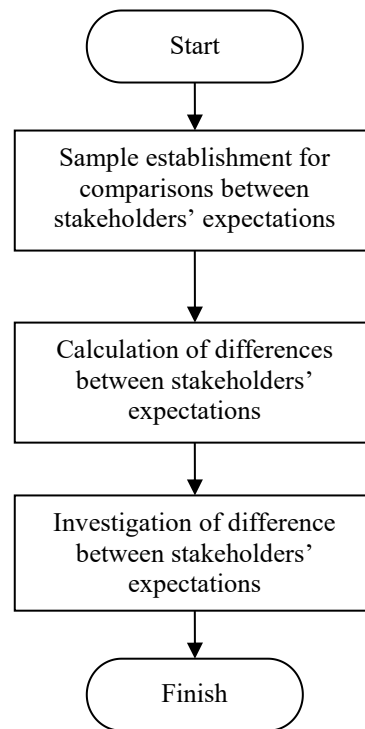 Start
Sample establishment for
comparisons between
stakeholders’ expectations
Calculation of differences
between stakeholders’
expectations
Investigation of difference
between stakeholders’
expectations
Finish